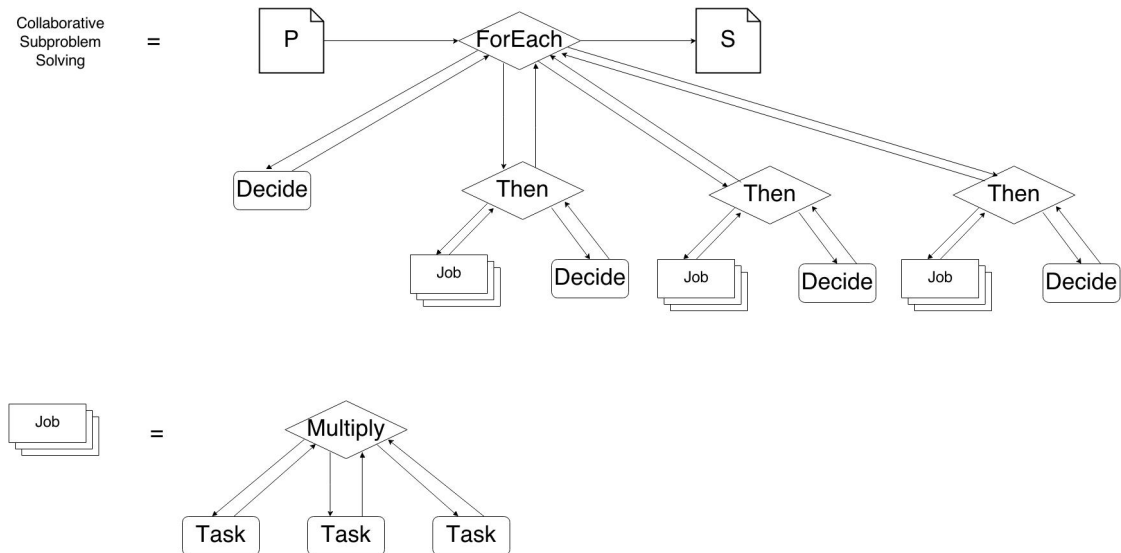 Collaborative
Subproblem
Solving
=
P
ForEach
S
Decide
Then
Then
Then
Job
Decide
Job
Decide
Job
Decide
Job
=
Multiply
Task
Task
Task